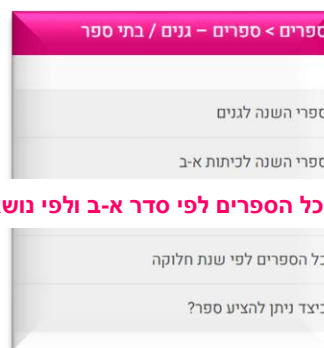 ספרים > ספרים – גנים / בתי ספר
ספרי השנה לגנים
ספרי השנה לכיתות א-ב
כל הספרים לפי סדר א-ב ולפי
כל הספרים לפי שנת חלוקה
כיצד ניתן להציע ספר?